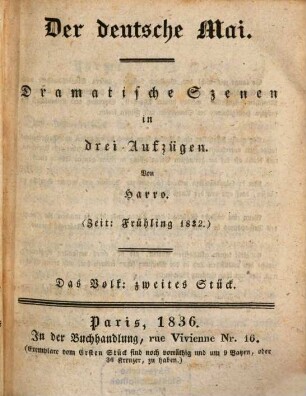 Der deutsche Mai.
Dramatische Szenen
in
drei Aufzügen.
Von
Harro.
(Zeit: Frühling 1832.)
Das Volk: zweites Stück.
Paris, 1836.
In der Buchhandlung, rue Vivienne Nr. 16.
(Exemplare vom Ersten Stück sind noch vorräthig und um 9 Batzen, oder
36 Kreuzer, zu haben.)